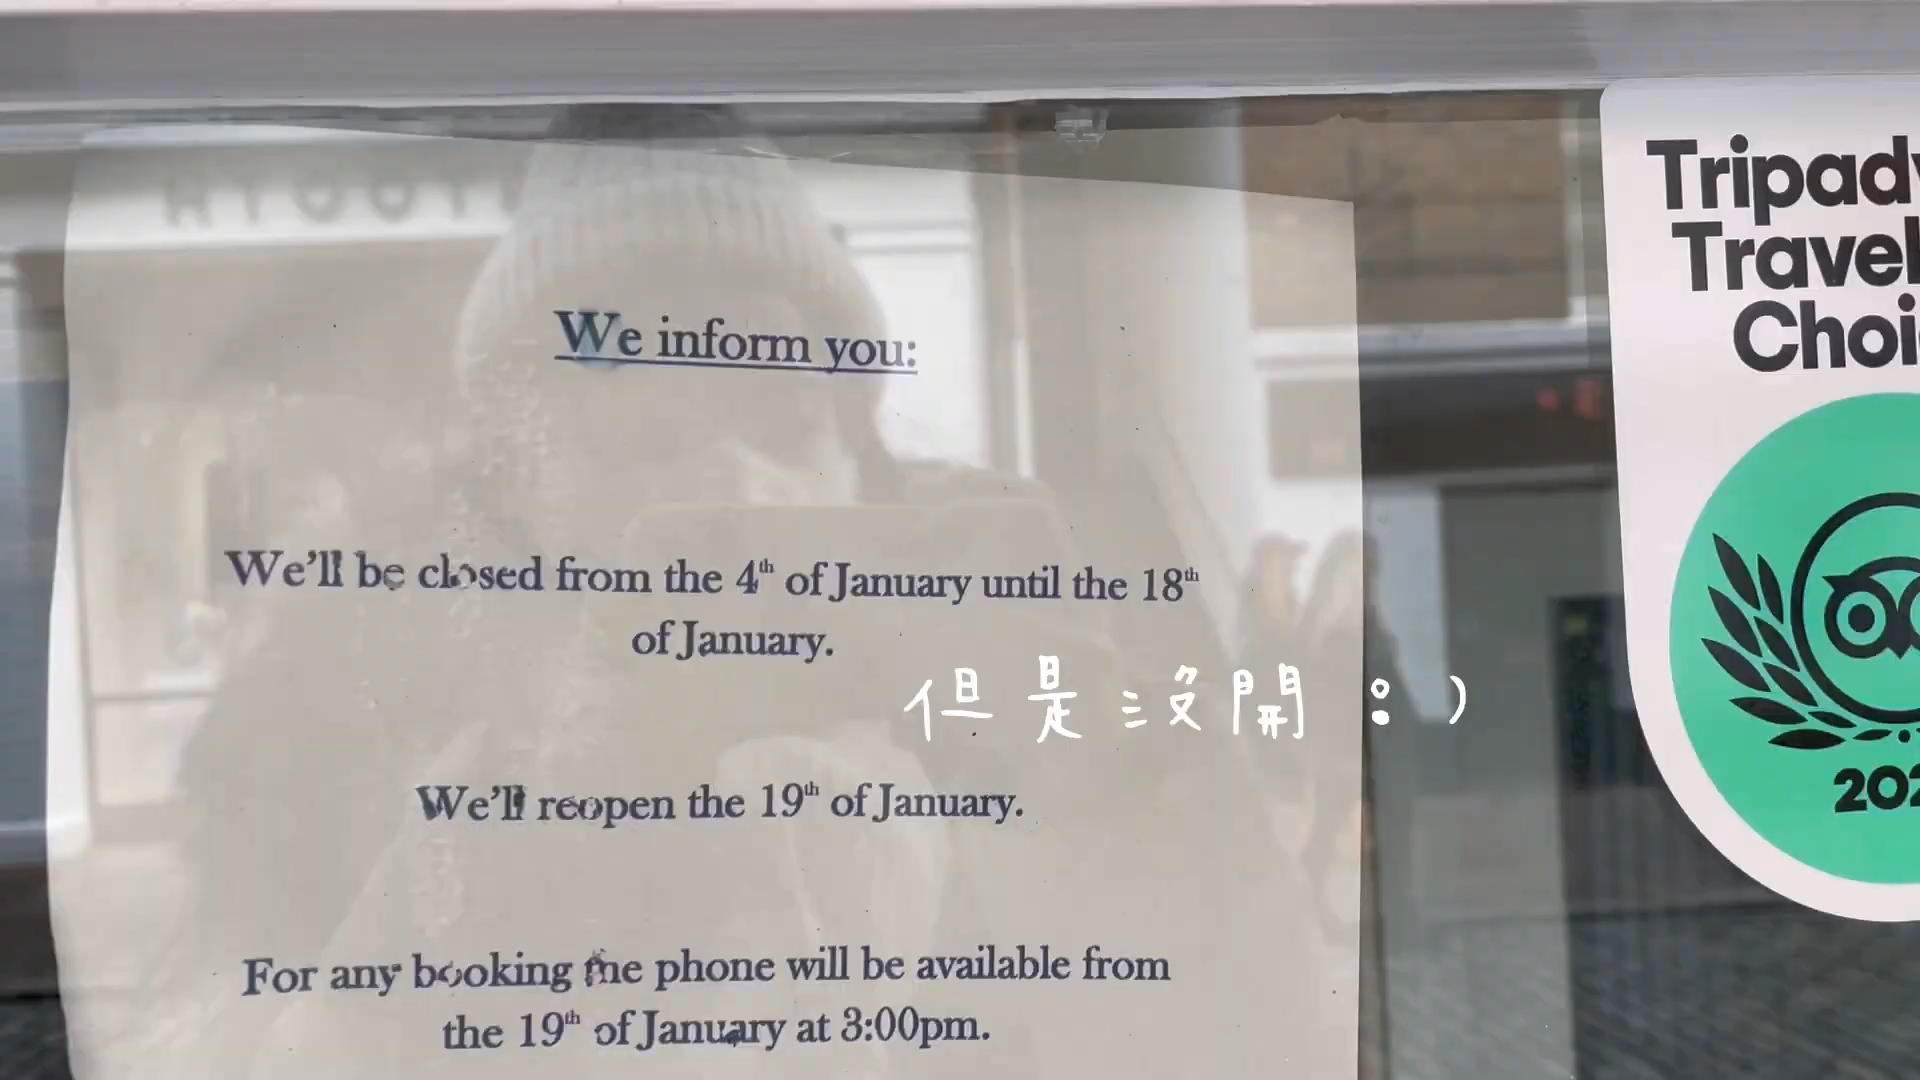 We inform you:
We'll be closed from the 4th of January until the 18th
of January.
但是沒開：）
We'll reopen the 19th of January.
For any booking the phone will be available from
the 19th of January at 3:00pm.
Tripadv
Travel
Choi
202